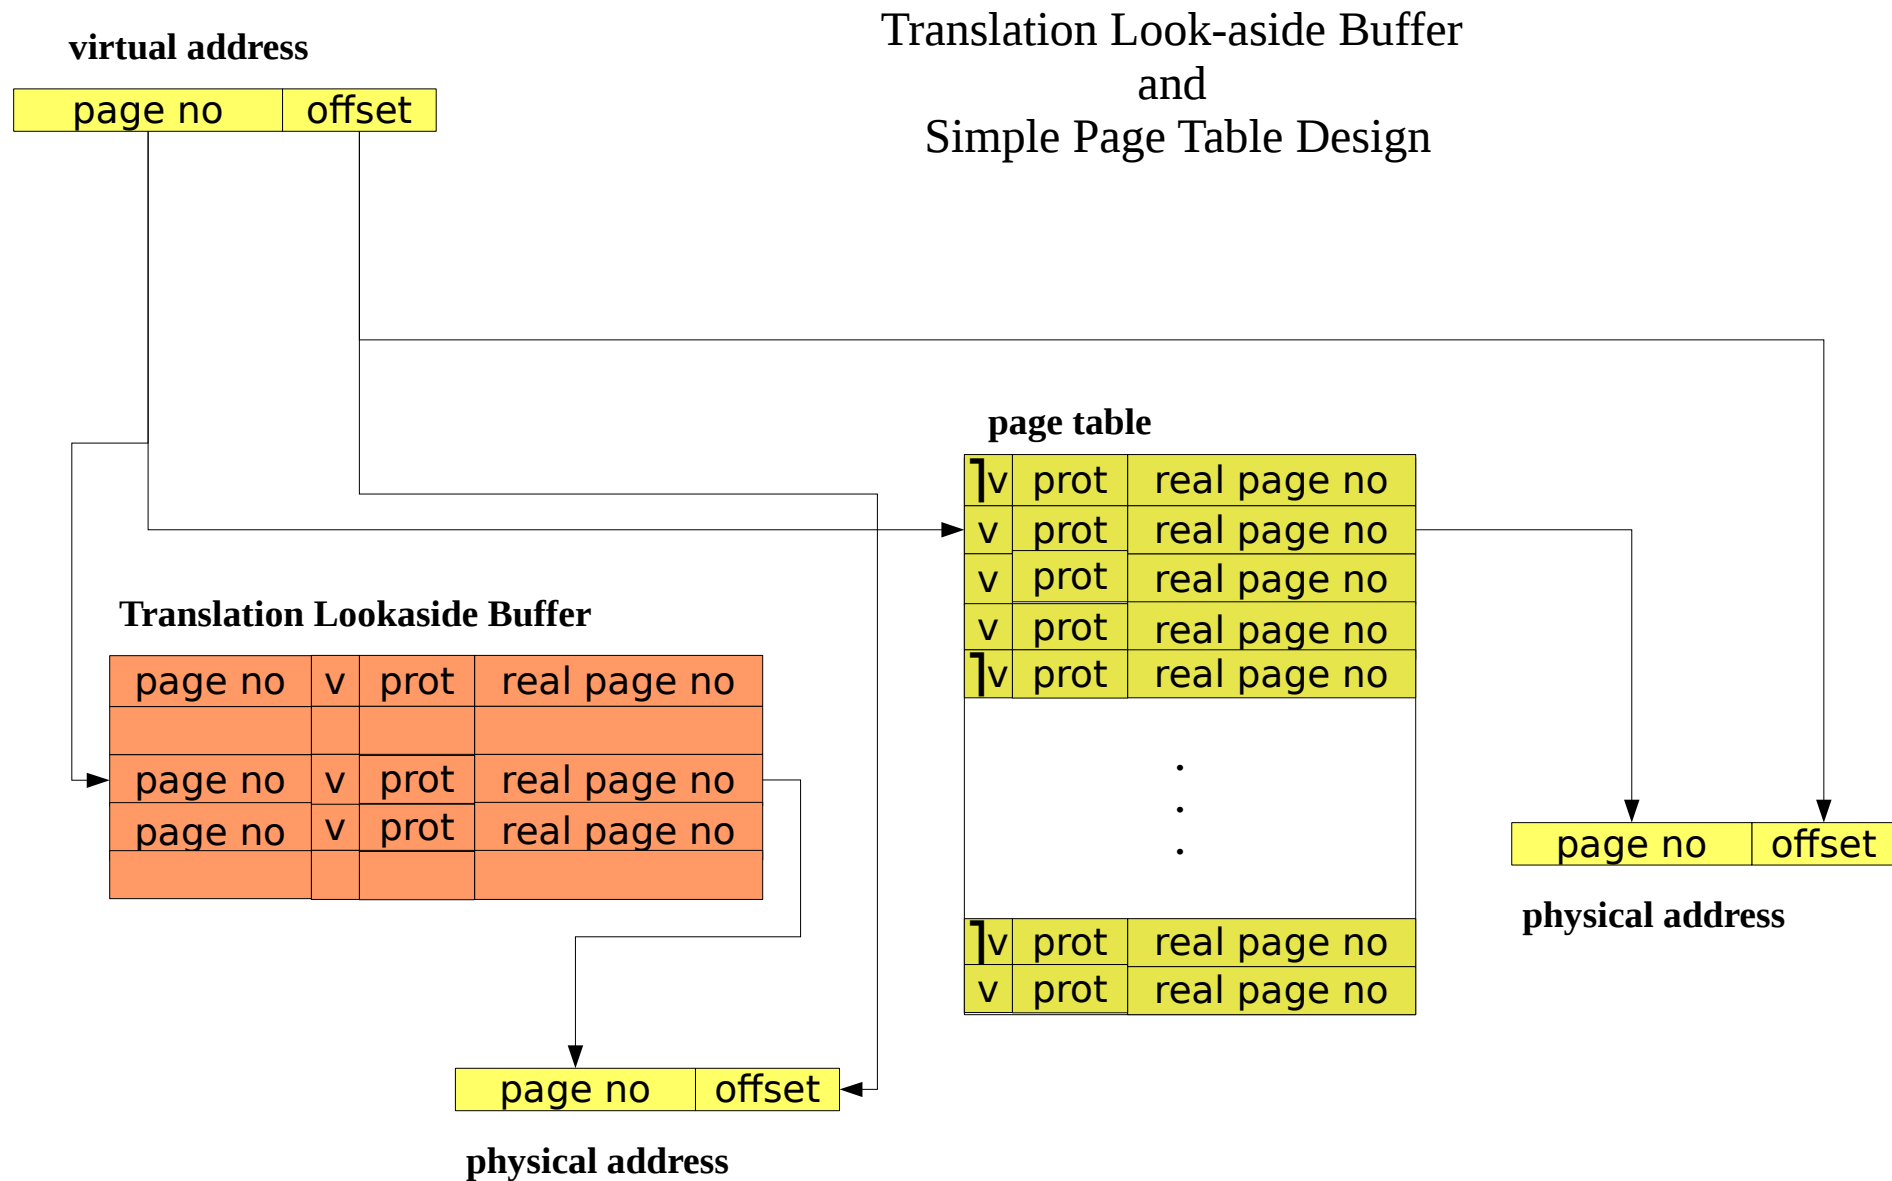 Translation Look-aside Buffer
and
Simple Page Table Design
virtual address
page no offset
page table
⎤v prot real page no
v prot real page no
v prot real page no
v prot real page no
⎤v prot real page no
.
.
.
⎤v prot real page no
v prot real page no
Translation Lookaside Buffer
page no v prot real page no
page no v prot real page no
page no v prot real page no
page no offset
physical address
page no offset
physical address